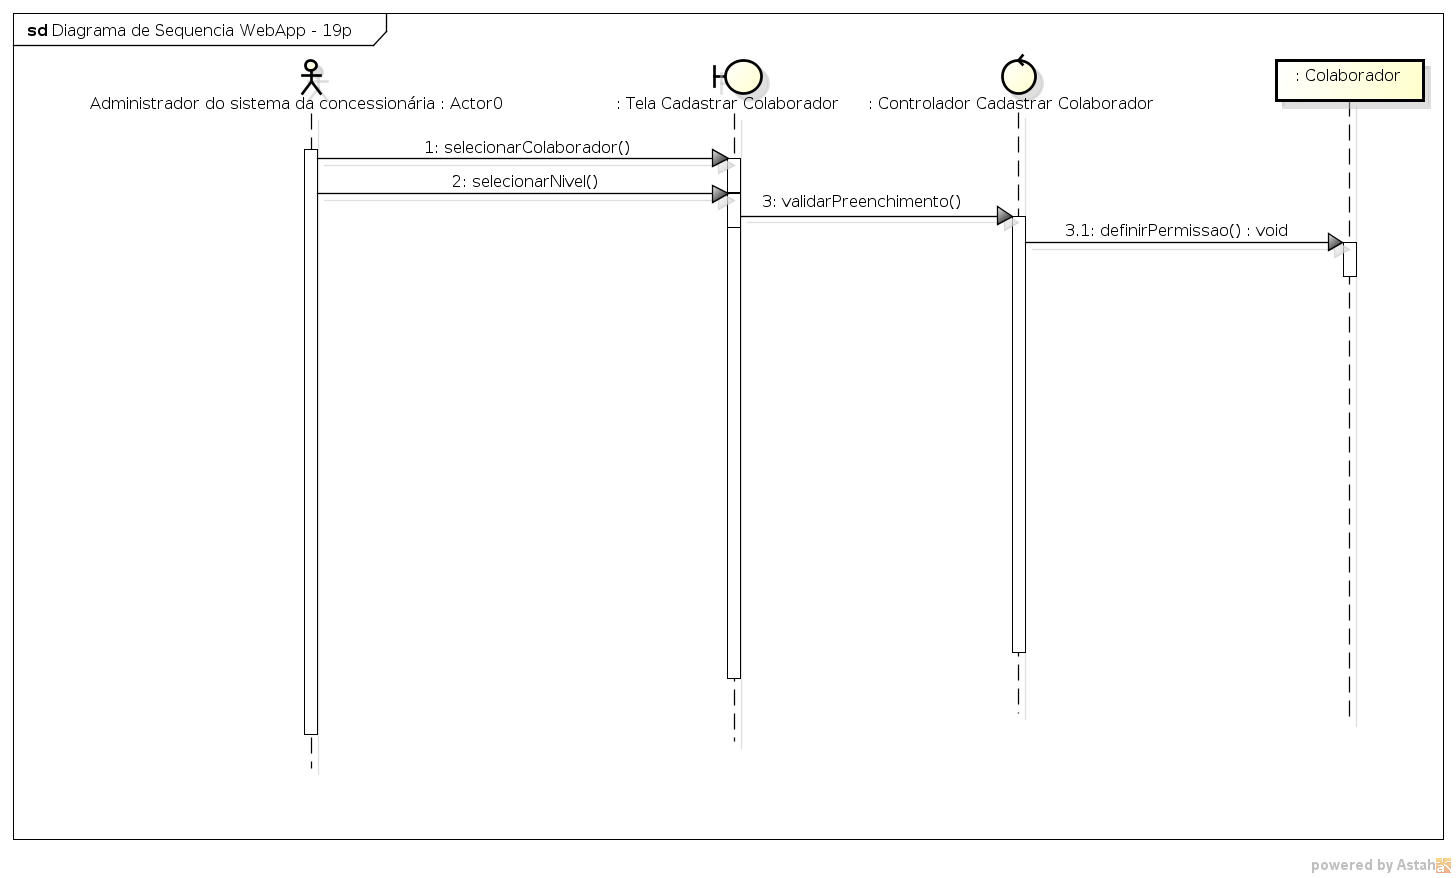 sd Diagrama de Sequencia WebApp - 19p
Administrador do sistema da concessionária : Actor0
: Tela Cadastrar Colaborador
: Controlador Cadastrar Colaborador
: Colaborador
1: selecionarColaborador()
2: selecionarNivel()
3: validarPreenchimento()
3.1: definirPermissao() : void
powered by Astah